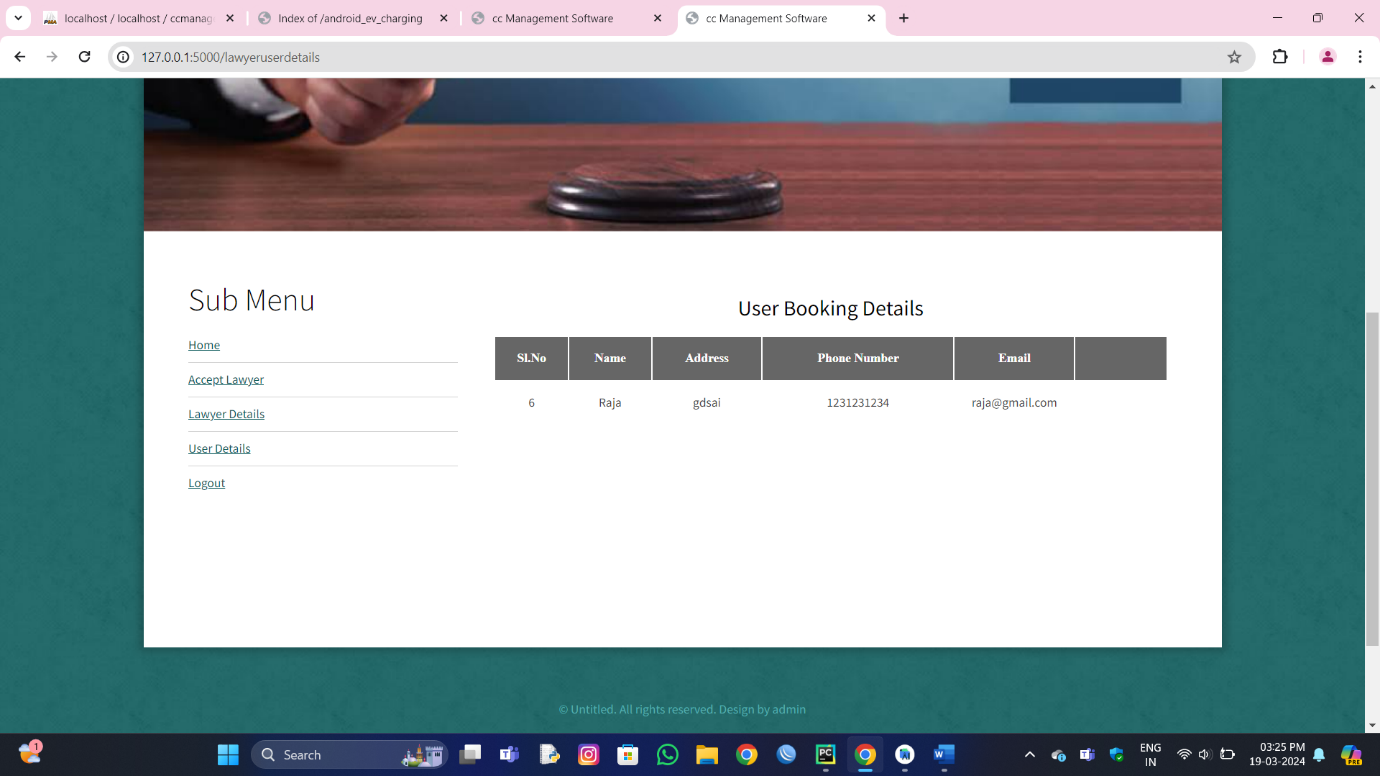 localhost / localhost / ccmanag
Index of /android_ev_charging
cc Management Software
cc Management Software
127.0.0.1:5000/lawyeruserdetails
Sub Menu
Home
Accept Lawyer
Lawyer Details
User Details
Logout
User Booking Details
Sl.No Name Address Phone Number Email
6 Raja gdsai 1231231234 raja@gmail.com
© Untitled. All rights reserved. Design by admin
1
Search
PC
W
ENG
IN
03:25 PM
19-03-2024
PRE